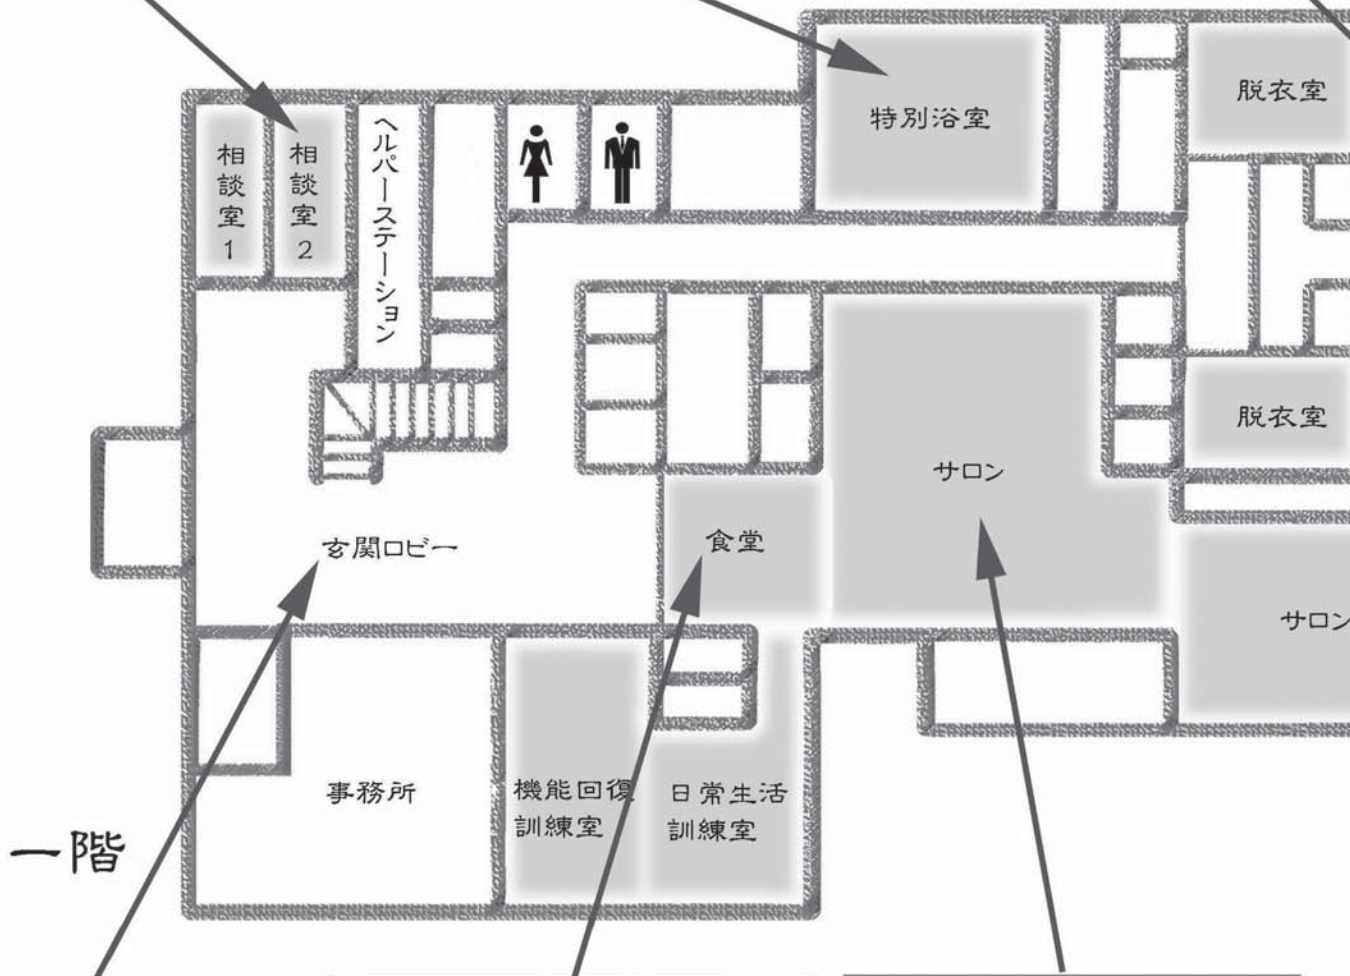 脱衣室
特別浴室
相談室1
相談室2
ヘルパーステーション
脱衣室
サロン
食堂
玄関ロビー
サロン
事務所
機能回復
訓練室
日常生活
訓練室
一階